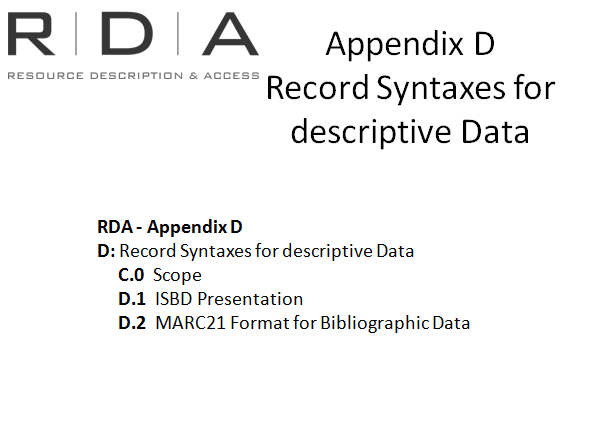 R | D | A
RESOURCE DESCRIPTION & ACCESS
Appendix D
Record Syntaxes for
descriptive Data
RDA - Appendix D
D: Record Syntaxes for descriptive Data
C.0 Scope
D.1 ISBD Presentation
D.2 MARC21 Format for Bibliographic Data